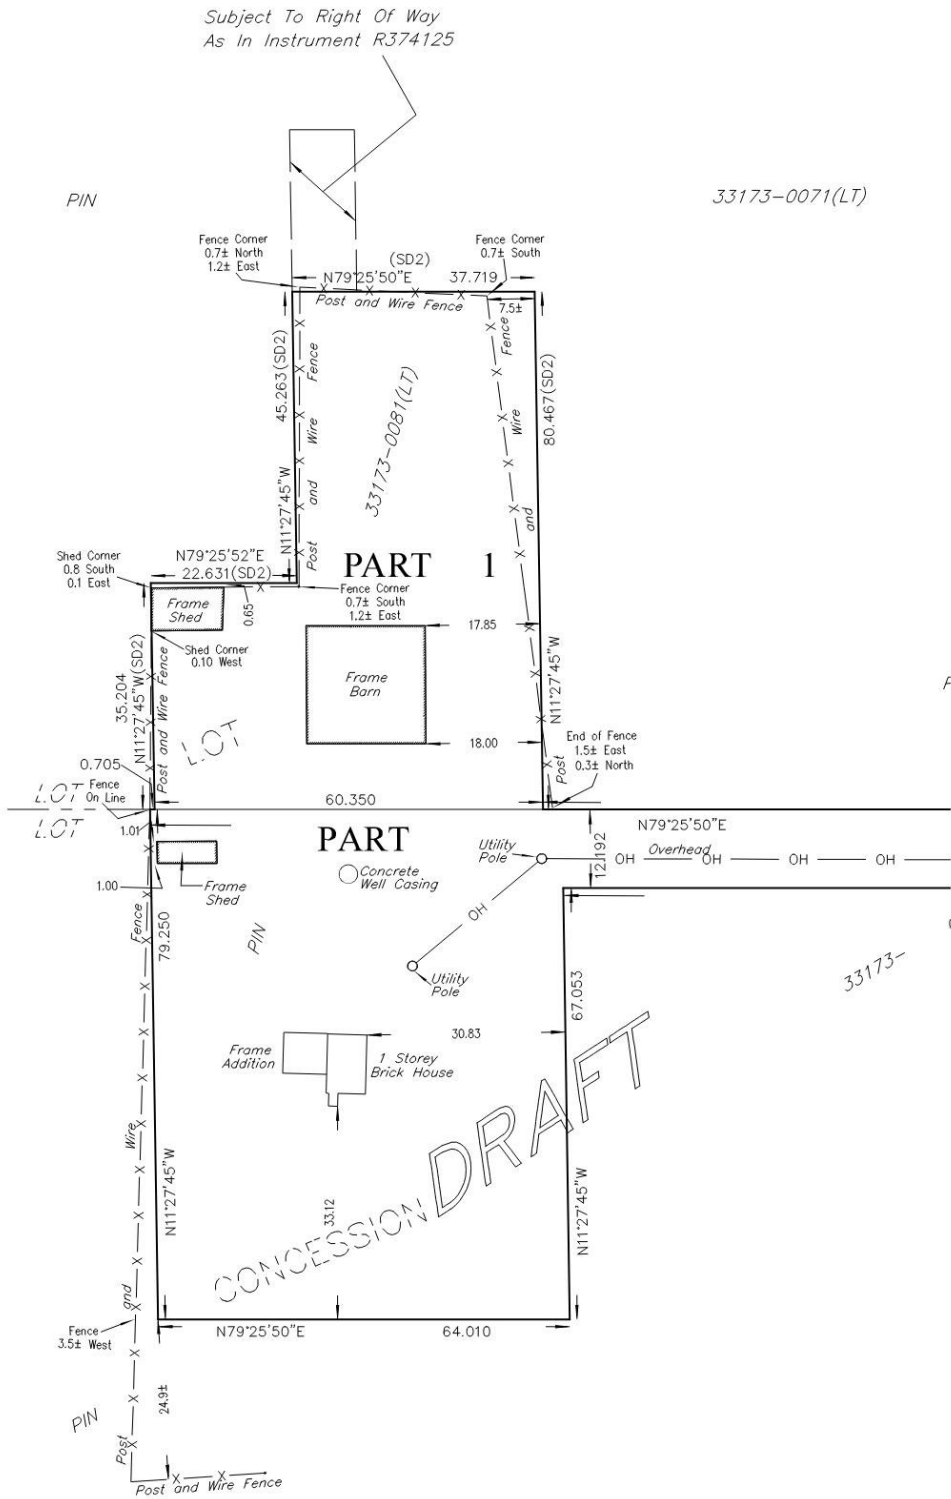 Subject To Right Of Way
As In Instrument R374125
PIN
33173-0071(LT)
Fence Corner
0.7± North
1.2± East
(SD2)
N79°25'50"E
37.719
Fence Corner
0.7± South
Post and Wire Fence
7.5±
45.263(SD2)
N11°27'45"W
Post and Wire Fence
33173-0081(LT)
Post and Wire Fence
80.467(SD2)
N11°27'45"W
Shed Corner
0.8 South
0.1 East
N79°25'52"E
22.631(SD2)
PART 1
Frame
Shed
0.65
Fence Corner
0.7± South
1.2± East
17.85
Shed Corner
0.10 West
Frame
Barn
35.204
N11°27'45"W(SD2)
Post and Wire Fence
LOT
18.00
End of Fence
1.5± East
0.3± North
0.705
Fence
On Line
LOT
LOT
60.350
1.01
PART
N79°25'50"E
12.192
Utility
Pole
OH
Overhead
OH
OH
OH
Concrete
Well Casing
1.00
Frame
Shed
OH
79.250
PIN
Utility
Pole
67.053
33173-
30.83
Frame
Addition
1 Storey
Brick House
Post and Wire Fence
N11°27'45"W
33.12
CONCESSION
DRAFT
N11°27'45"W
Fence
3.5± West
N79°25'50"E
64.010
24.9±
PIN
Post and Wire Fence